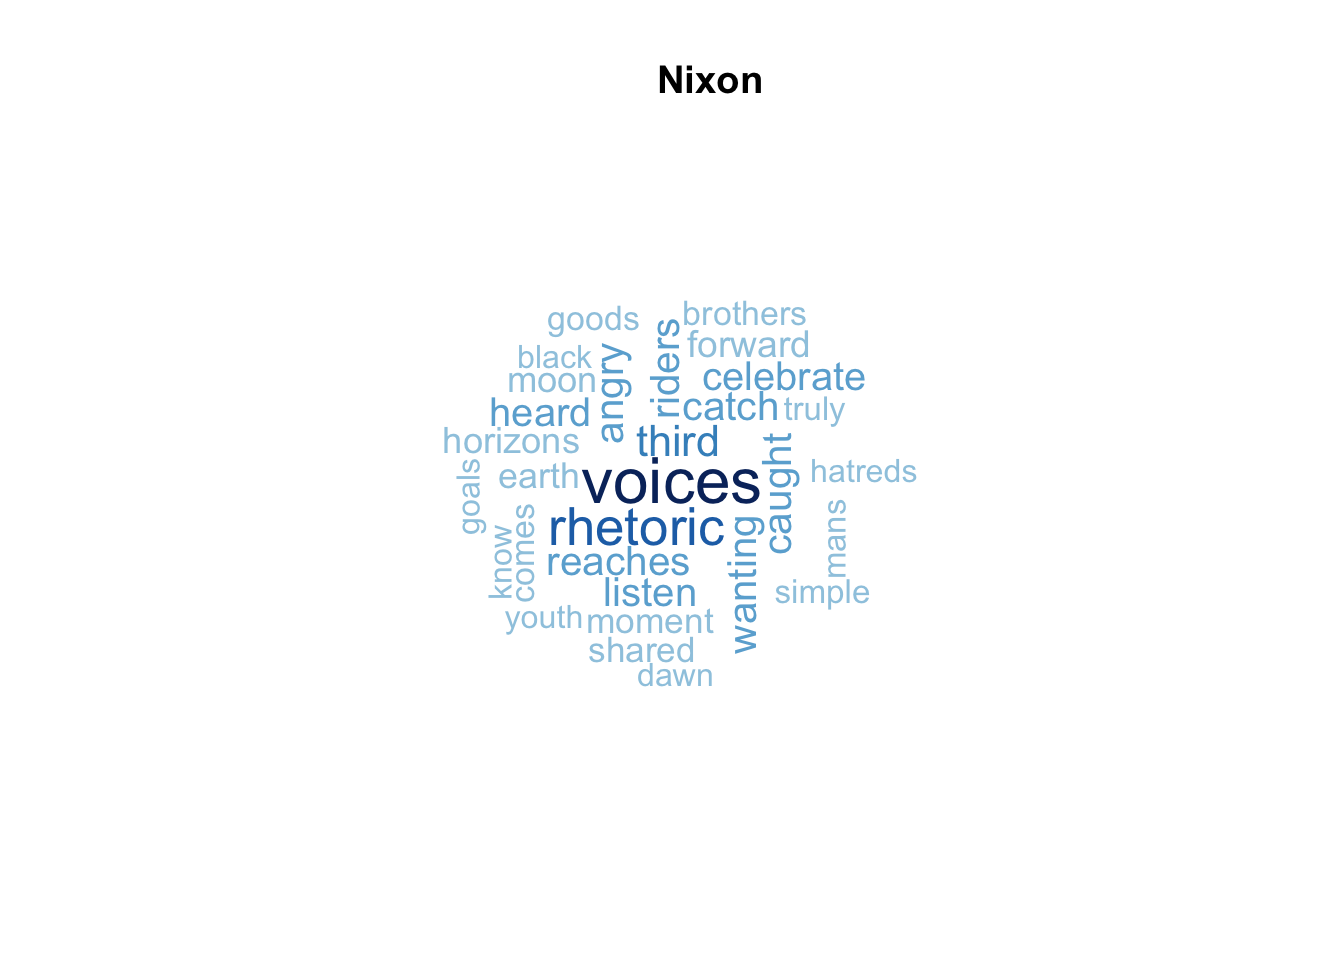 Nixon
goods
brothers
riders
forward
black
angry
moon
celebrate
heard
catch
truly
horizons
third
caught
goals
earth
voices
hatreds
know
comes
rhetoric
wanting
mans
reaches
listen
simple
youth
moment
shared
dawn